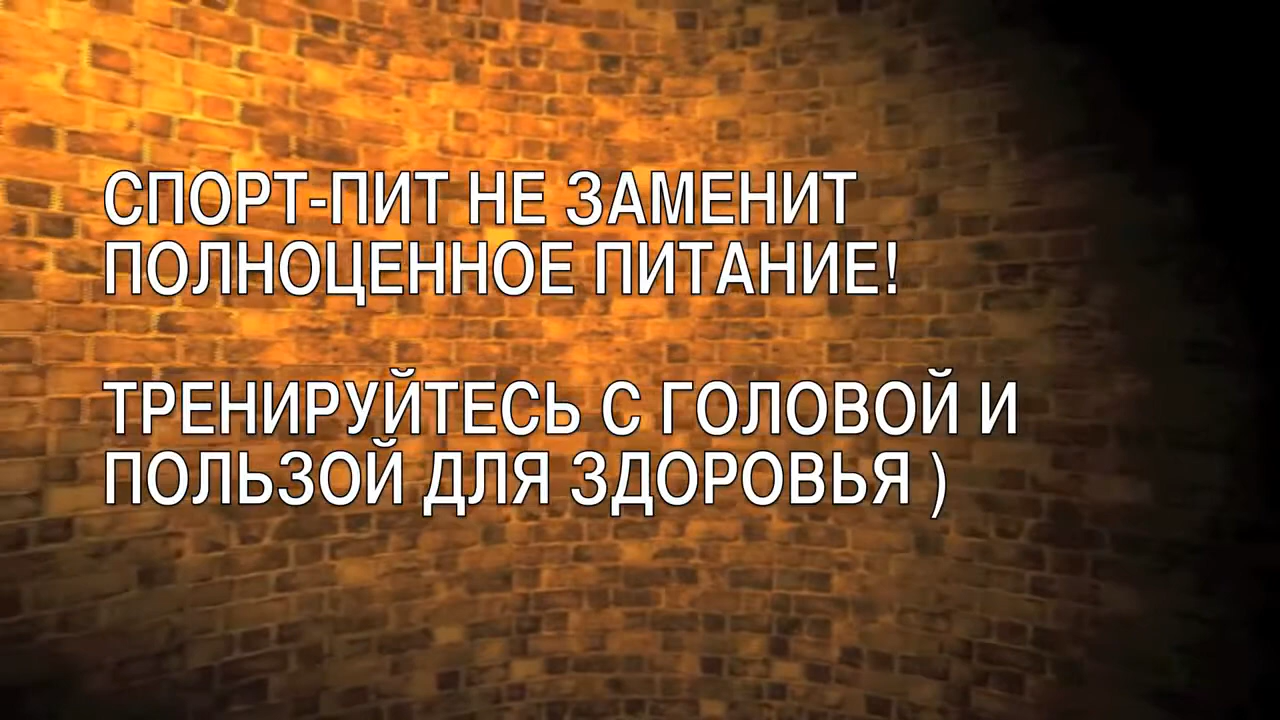 СПОРТ-ПИТ НЕ ЗАМЕНИТ
ПОЛНОЦЕННОЕ ПИТАНИЕ!
ТРЕНИРУЙТЕСЬ С ГОЛОВОЙ И
ПОЛЬЗОЙ ДЛЯ ЗДОРОВЬЯ )